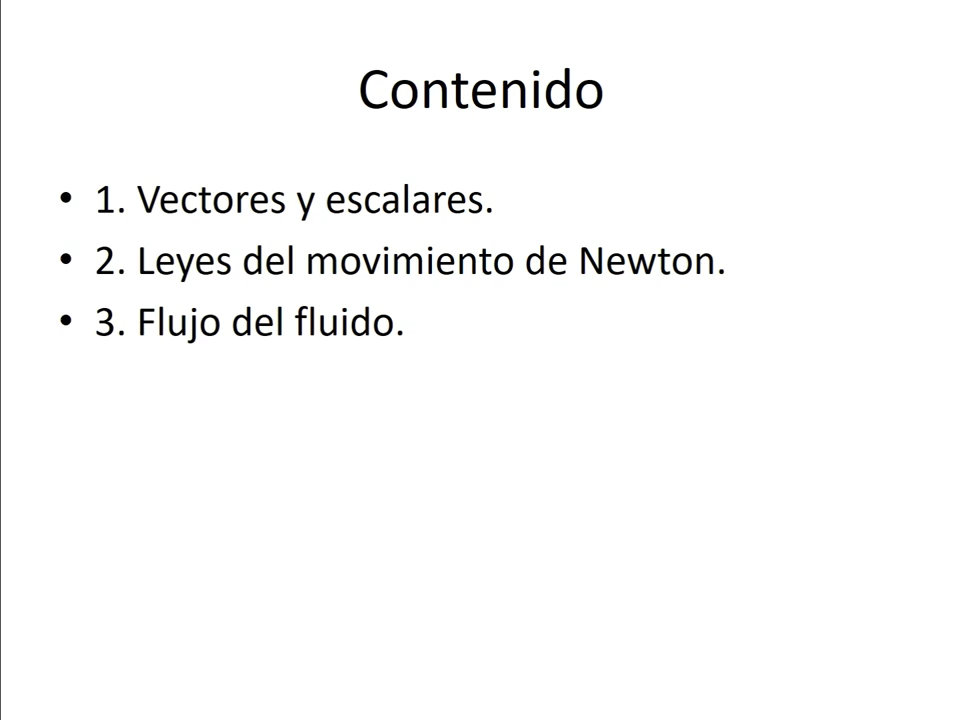 Contenido
• 1. Vectores y escalares.
• 2. Leyes del movimiento de Newton.
• 3. Flujo del fluido.